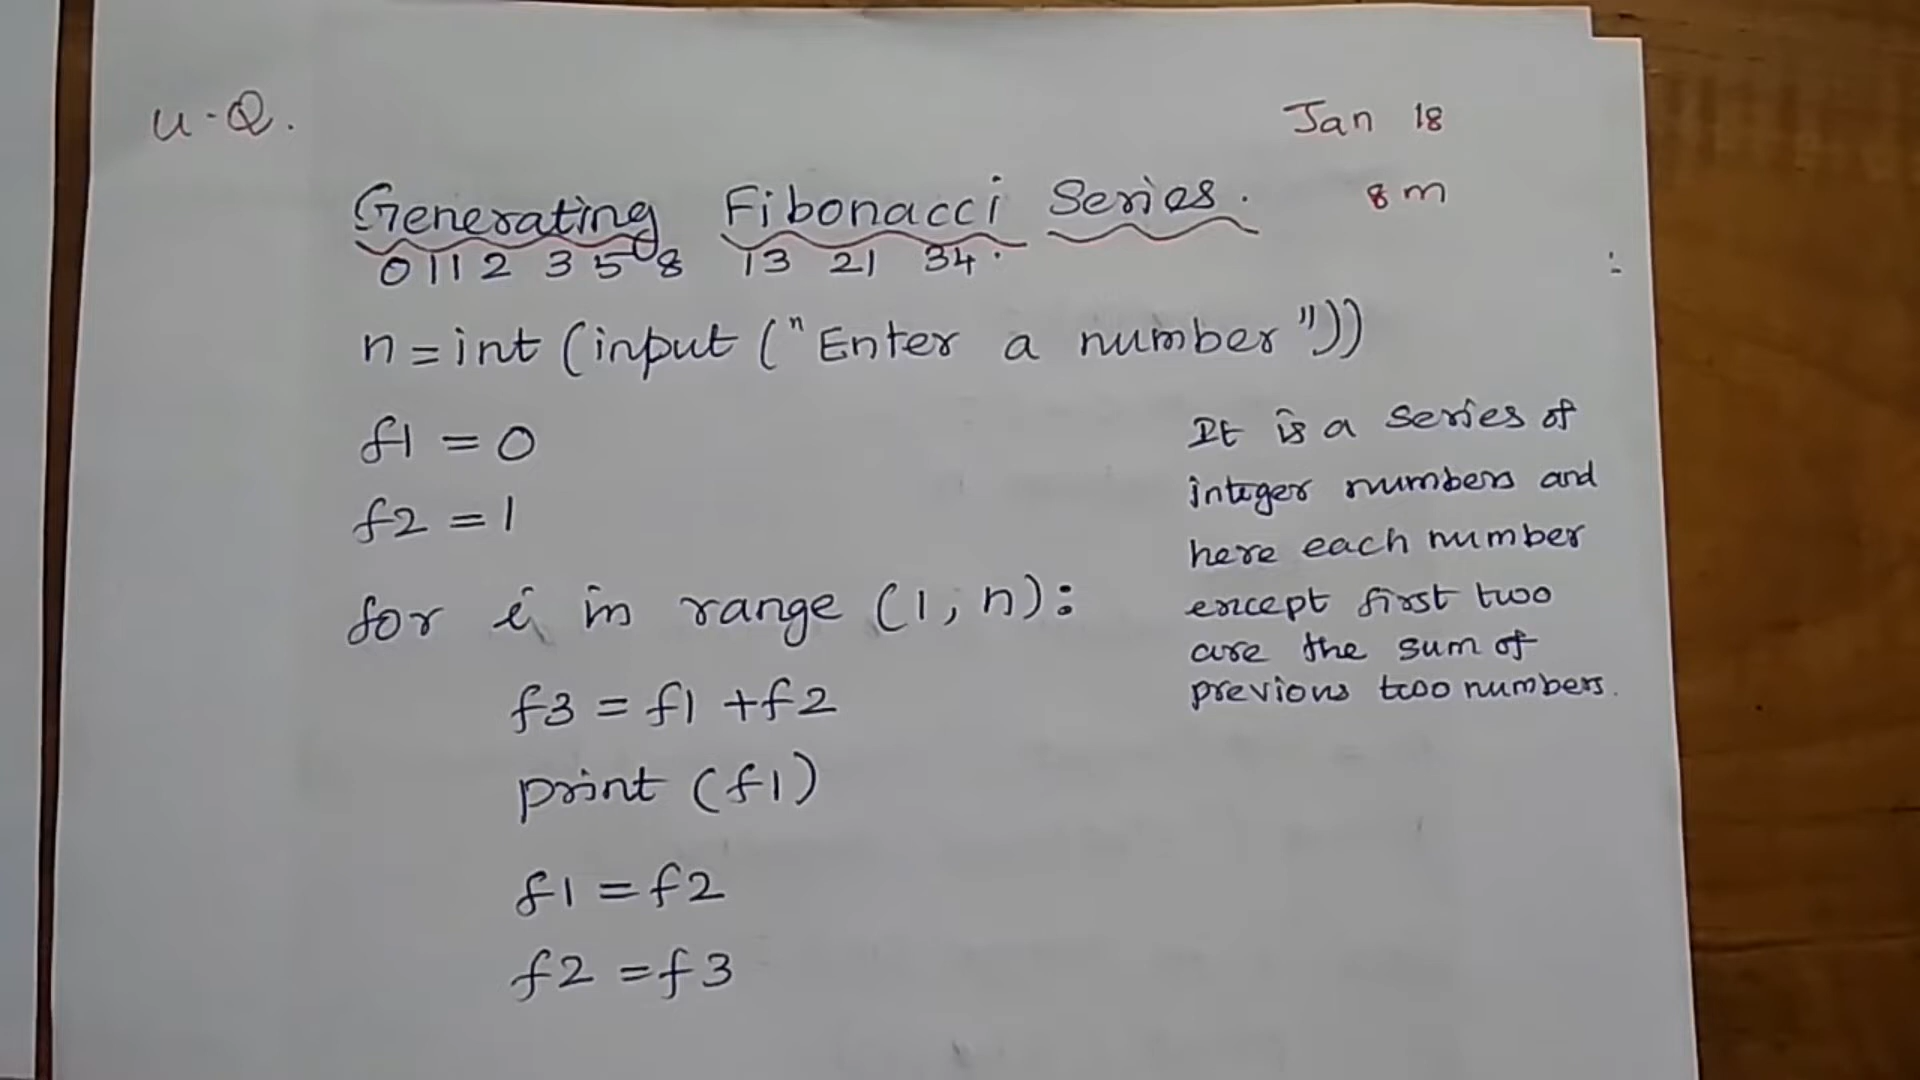 U.Q.
Jan 18
Generating Fibonacci Series.
8m
0 1 1 2 3 5 8 13 21 34.
n = int (input ("Enter a number"))
f1 = 0
f2 = 1
for i in range (1, n):
f3 = f1 + f2
print (f1)
f1 = f2
f2 = f3
It is a series of
integer numbers and
here each number
except first two
are the sum of
previous two numbers.